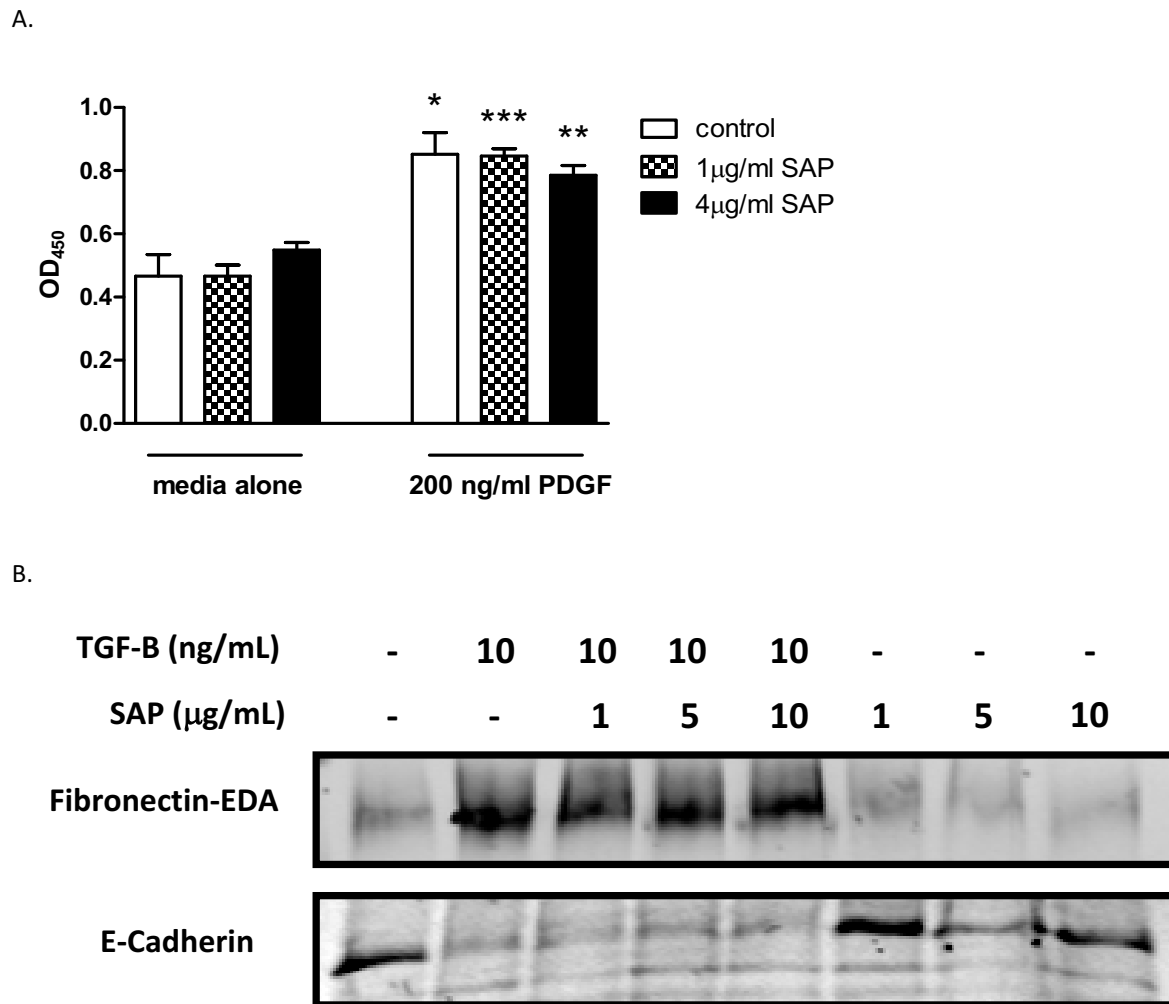 A.
1.0
0.8
0.6
0.4
0.2
0.0
OD450
* *** **
control
1μg/ml SAP
4μg/ml SAP
media alone 200 ng/ml PDGF
B.
TGF-B (ng/mL) - 10 10 10 10 - - -
SAP (μg/mL) - - 1 5 10 1 5 10
Fibronectin-EDA
E-Cadherin